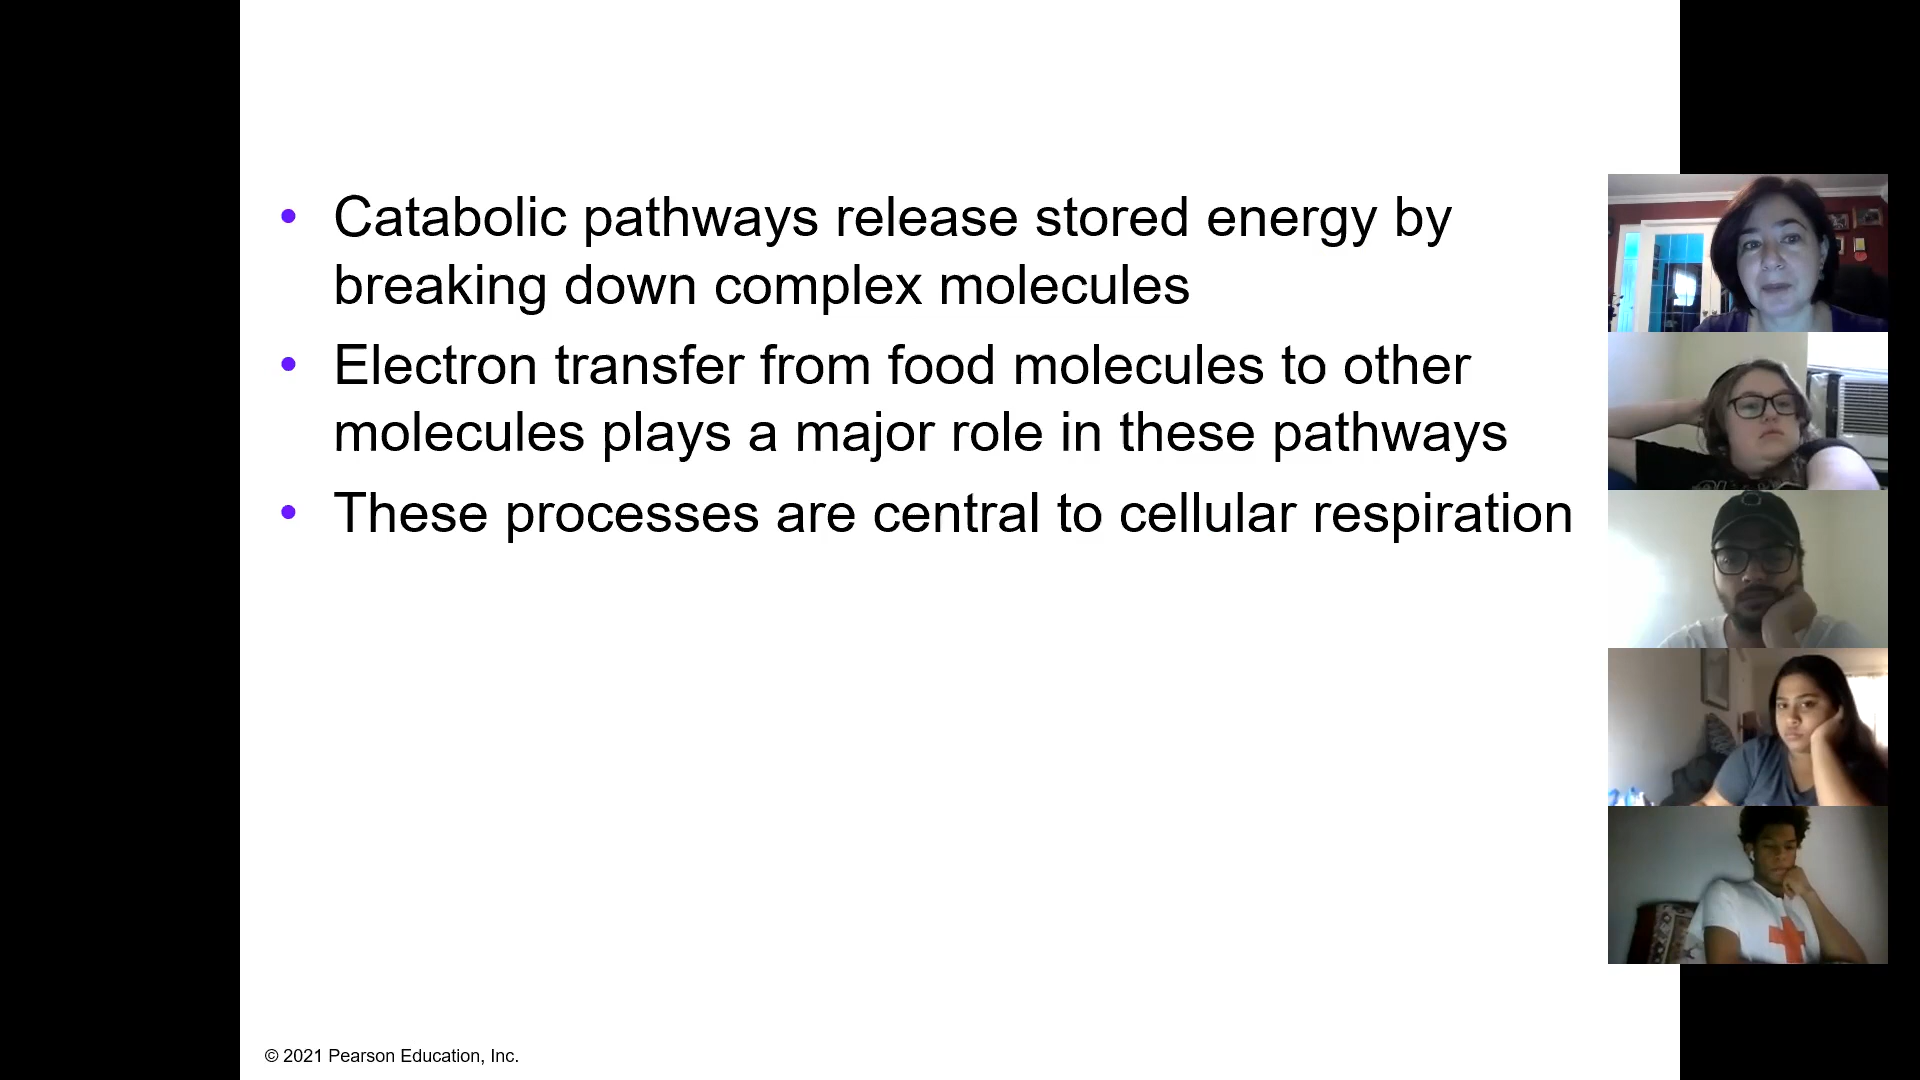 • Catabolic pathways release stored energy by
breaking down complex molecules
• Electron transfer from food molecules to other
molecules plays a major role in these pathways
• These processes are central to cellular respiration
© 2021 Pearson Education, Inc.